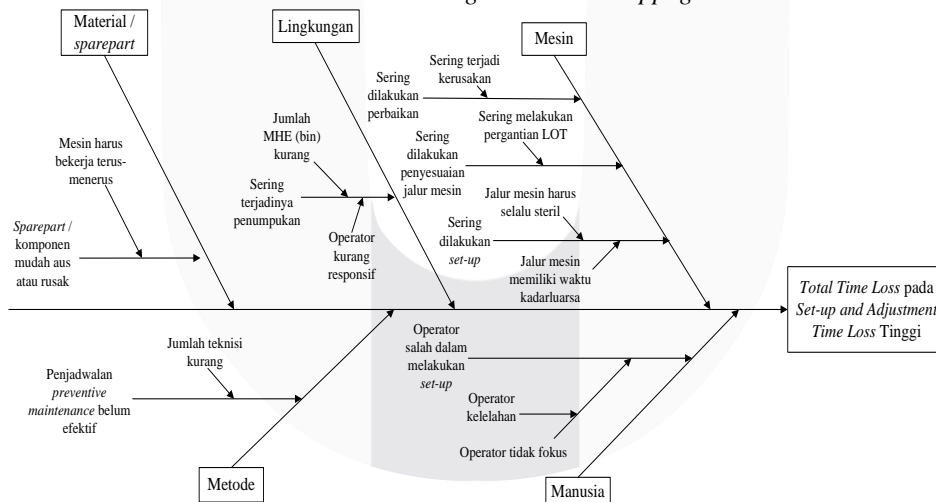 Material /
sparepart
Lingkungan
Mesin
Sering terjadi
kerusakan
Sering
dilakukan
perbaikan
Jumlah
MHE (bin)
kurang
Sering melakukan
pergantian LOT
Mesin harus
bekerja terus-
menerus
Sering
dilakukan
penyesuaian
jalur mesin
Sering
terjadinya
penumpukan
Jalur mesin harus
selalu steril
Sparepart /
komponen
mudah aus
atau rusak
Operator
kurang
responsif
Sering
dilakukan
set-up
Jalur mesin
memiliki waktu
kadarluarsa
Total Time Loss pada
Set-up and Adjustment
Time Loss Tinggi
Jumlah teknisi
kurang
Operator
salah dalam
melakukan
set-up
Penjadwalan
preventive
maintenance belum
efektif
Operator
kelelahan
Operator tidak fokus
Metode
Manusia